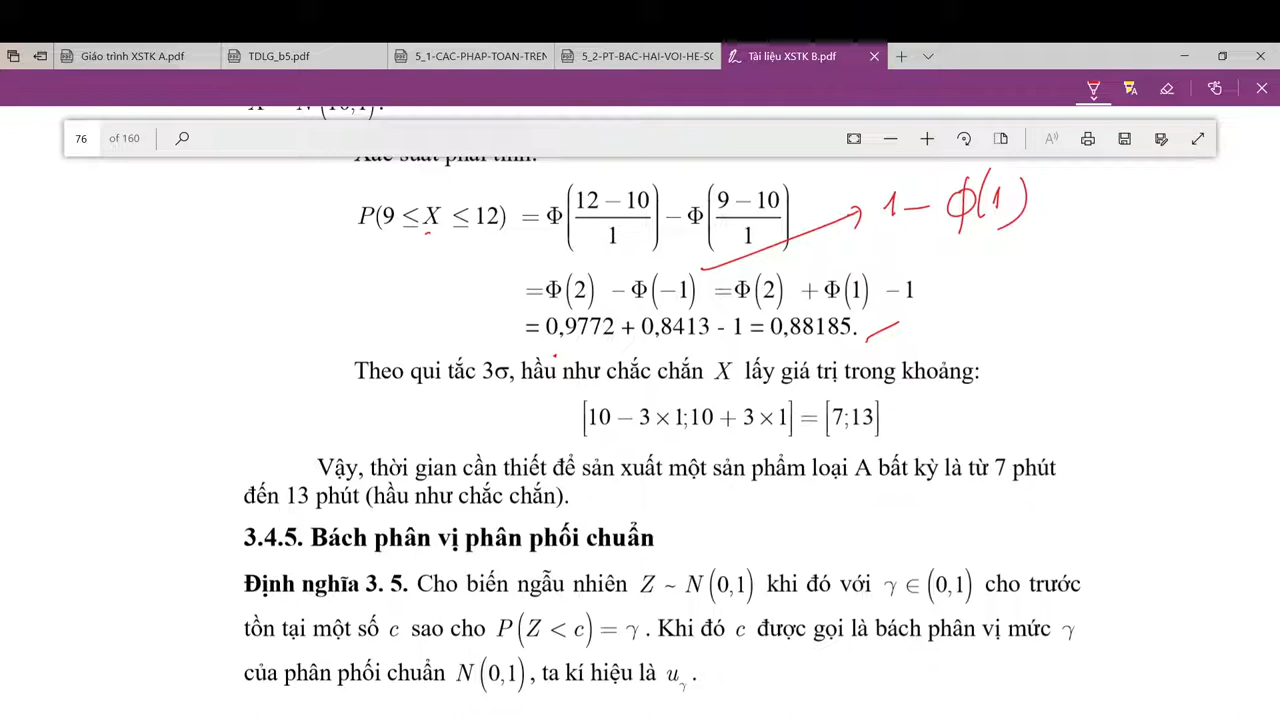 Giáo trình XSTK A.pdf TDLG_b5.pdf 5_1-CAC-PHAP-TOAN-TREN 5_2-PT-BAC-HAI-VOI-HE-SC Tài liệu XSTK B.pdf
76 of 160
P(9 ≤ X ≤ 12) = Φ((12 − 10)/1) − Φ((9 − 10)/1) 1 − Φ(1)
= Φ(2) − Φ(−1) = Φ(2) + Φ(1) − 1
= 0,9772 + 0,8413 - 1 = 0,88185.
Theo qui tắc 3σ, hầu như chắc chắn X lấy giá trị trong khoảng:
[10 − 3 × 1;10 + 3 × 1] = [7;13]
Vậy, thời gian cần thiết để sản xuất một sản phẩm loại A bất kỳ là từ 7 phút
đến 13 phút (hầu như chắc chắn).
3.4.5. Bách phân vị phân phối chuẩn
Định nghĩa 3. 5. Cho biến ngẫu nhiên Z ~ N(0,1) khi đó với γ ∈ (0,1) cho trước
tồn tại một số c sao cho P(Z < c) = γ . Khi đó c được gọi là bách phân vị mức γ
của phân phối chuẩn N(0,1), ta kí hiệu là u_γ .